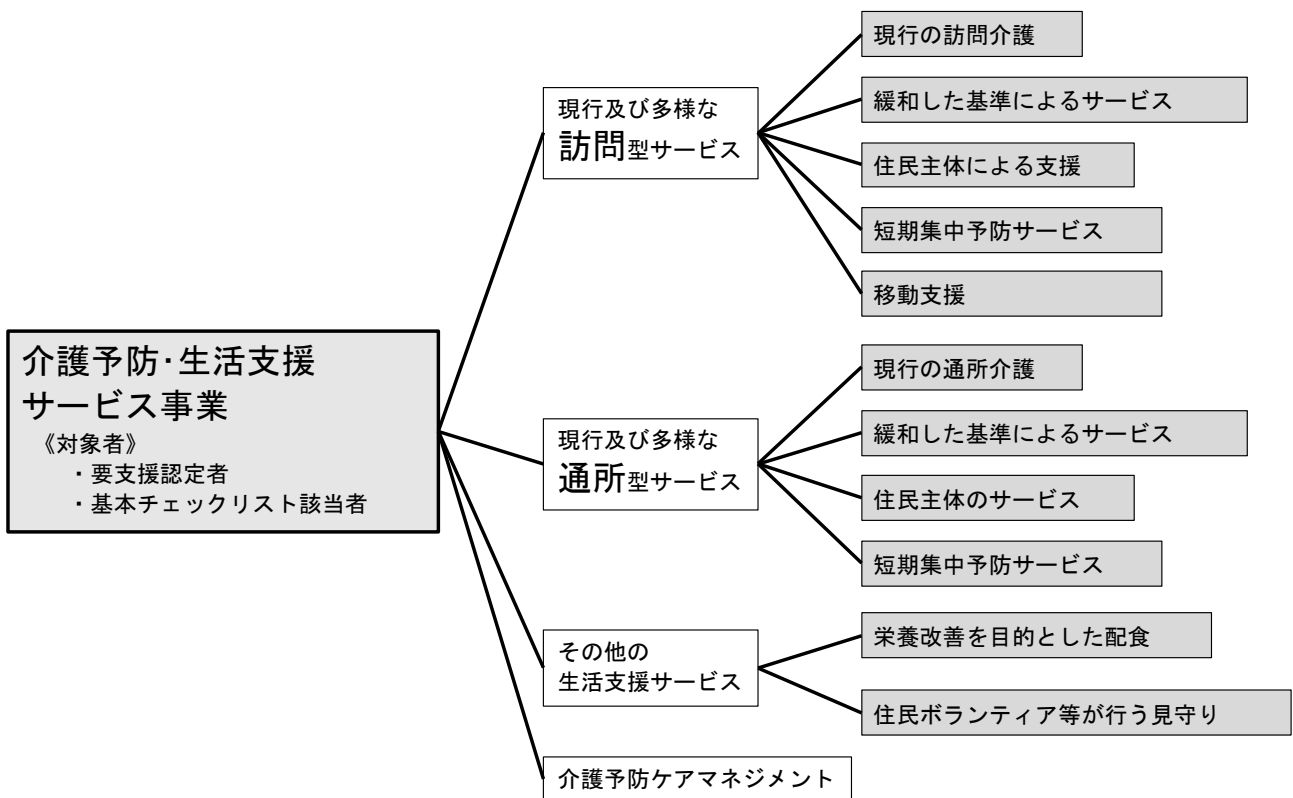 介護予防・生活支援
サービス事業
《対象者》
・要支援認定者
・基本チェックリスト該当者
現行及び多様な
訪問型サービス
現行の訪問介護
緩和した基準によるサービス
住民主体による支援
短期集中予防サービス
移動支援
現行及び多様な
通所型サービス
現行の通所介護
緩和した基準によるサービス
住民主体のサービス
短期集中予防サービス
その他の
生活支援サービス
栄養改善を目的とした配食
住民ボランティア等が行う見守り
介護予防ケアマネジメント